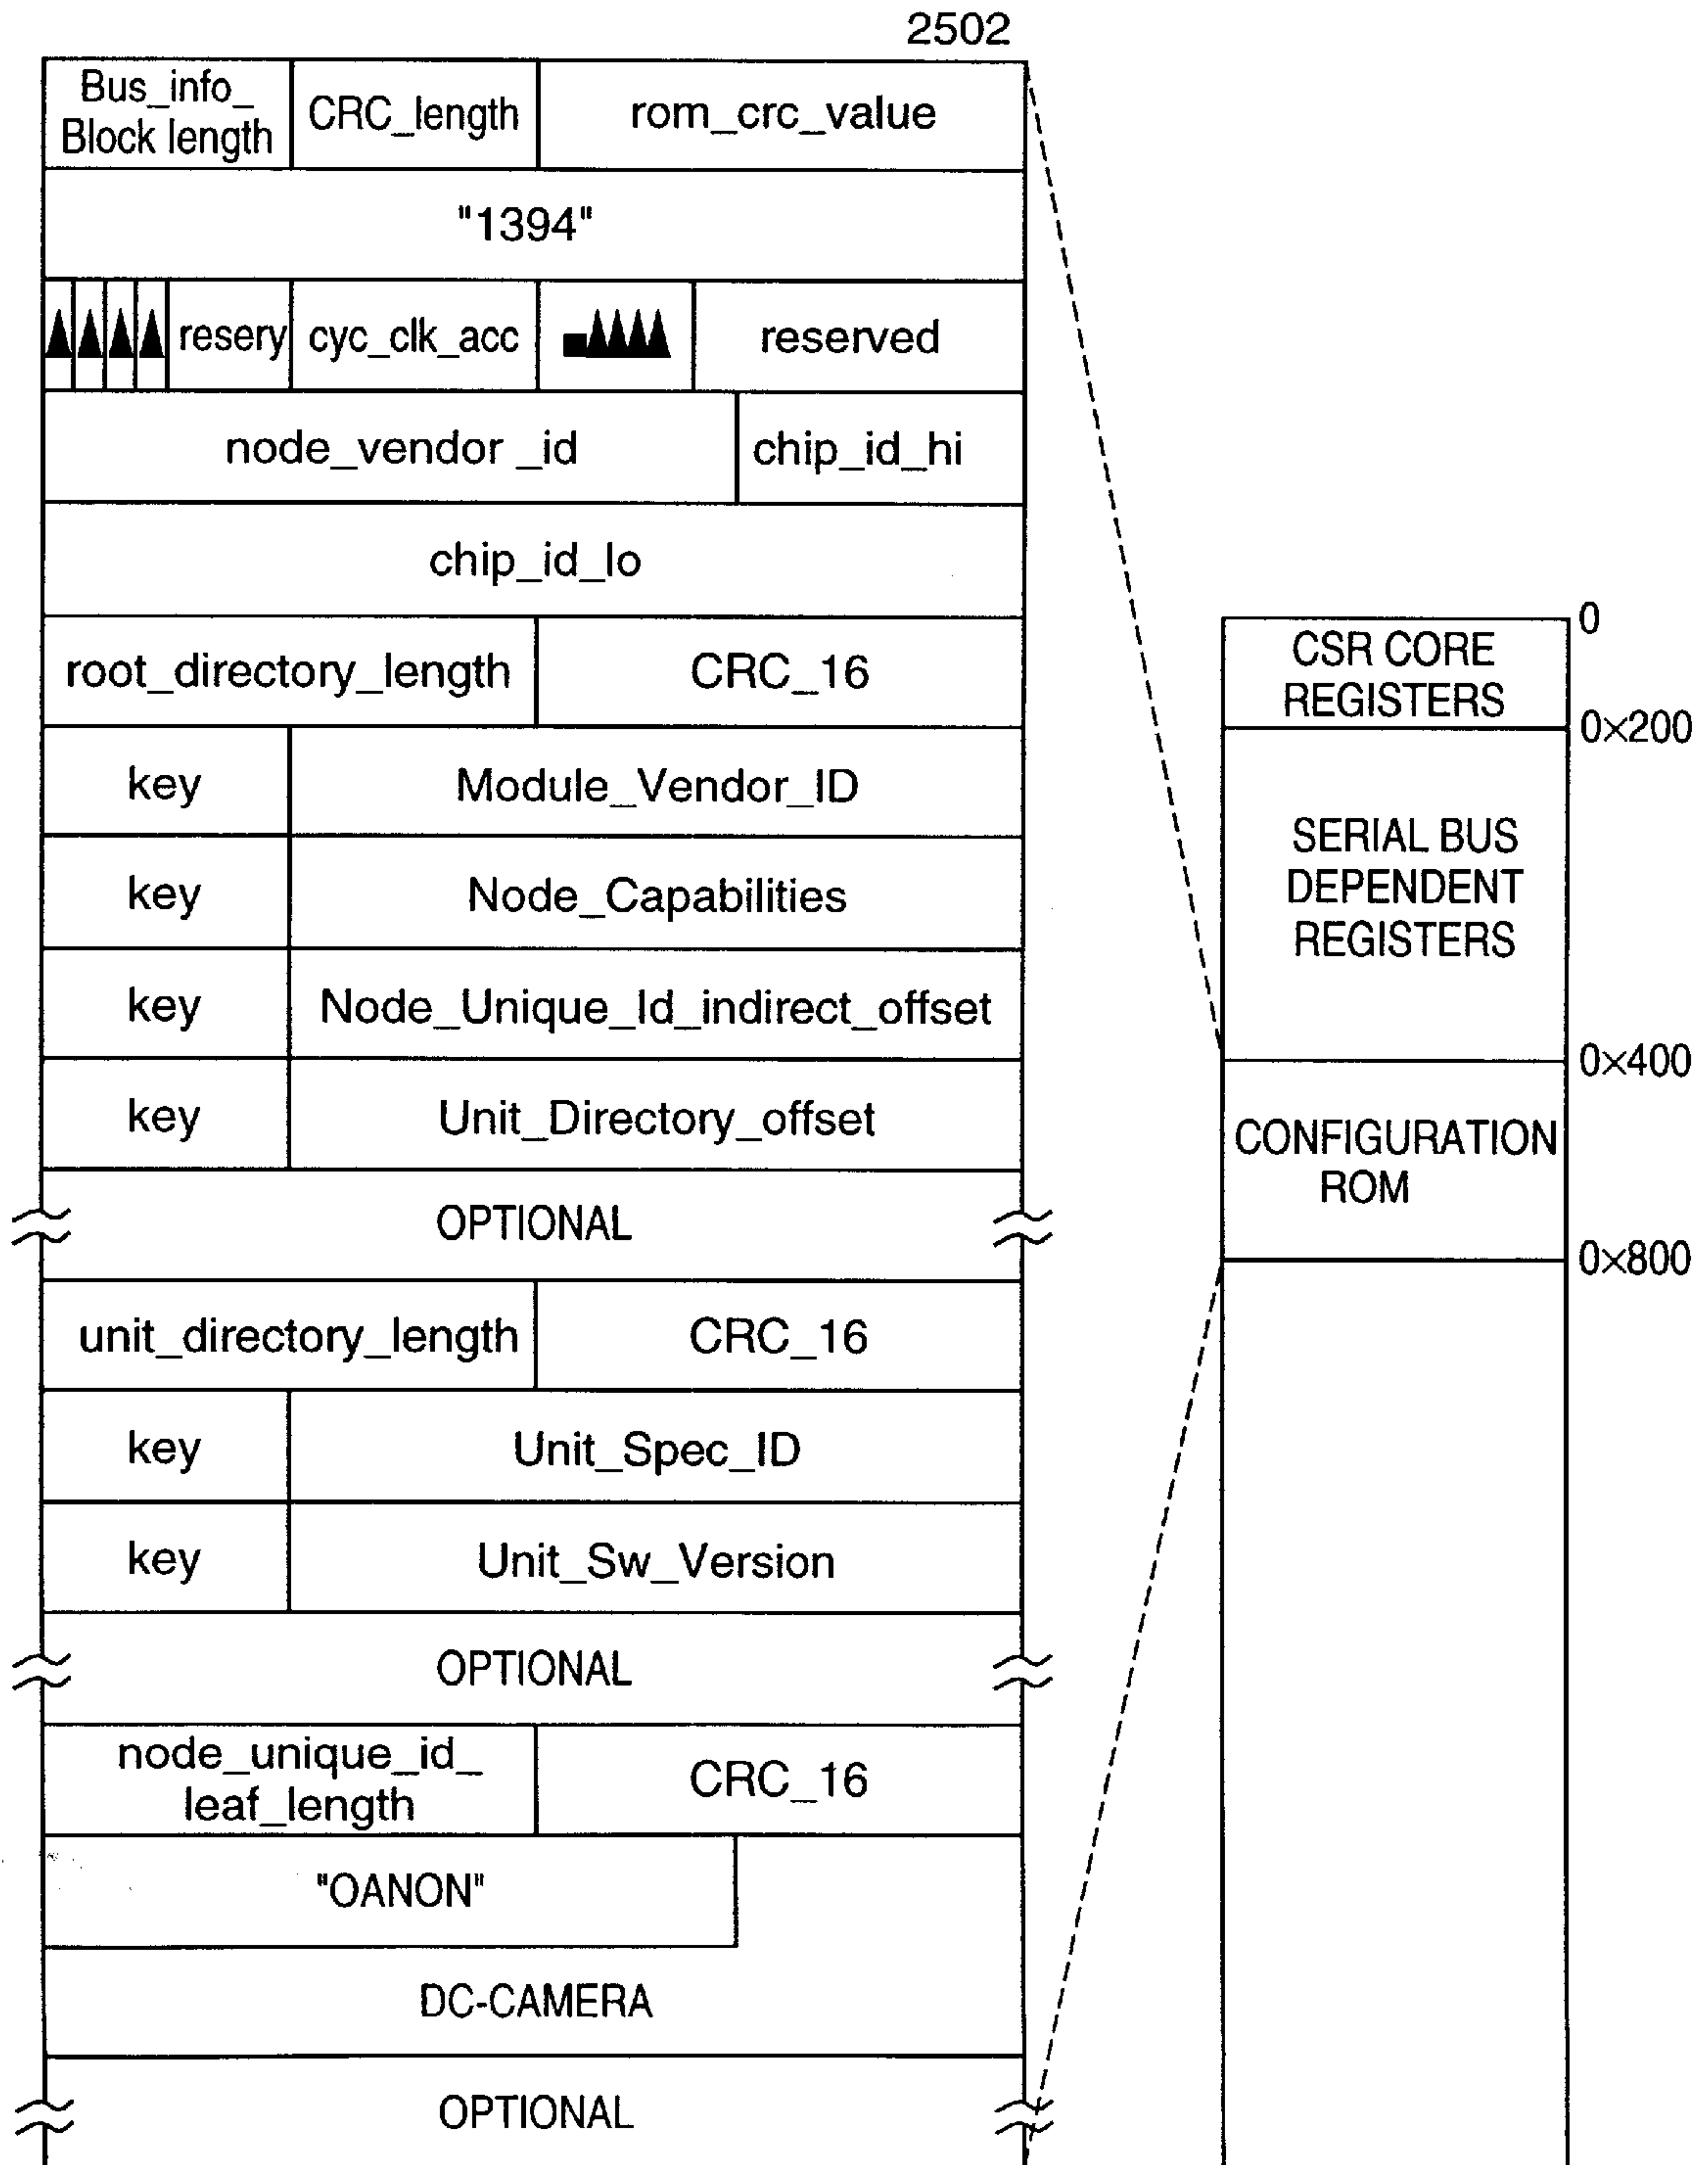 2502
Bus_info_
Block length
CRC_length
rom_crc_value
"1394"
resery
cyc_clk_acc
reserved
node_vendor _id
chip_id_hi
chip_id_lo
root_directory_length
CRC_16
key
Module_Vendor_ID
key
Node_Capabilities
key
Node_Unique_Id_indirect_offset
key
Unit_Directory_offset
OPTIONAL
unit_directory_length
CRC_16
key
Unit_Spec_ID
key
Unit_Sw_Version
OPTIONAL
node_unique_id_
leaf_length
CRC_16
"OANON"
DC-CAMERA
OPTIONAL
0
CSR CORE
REGISTERS
0×200
SERIAL BUS
DEPENDENT
REGISTERS
0×400
CONFIGURATION
ROM
0×800